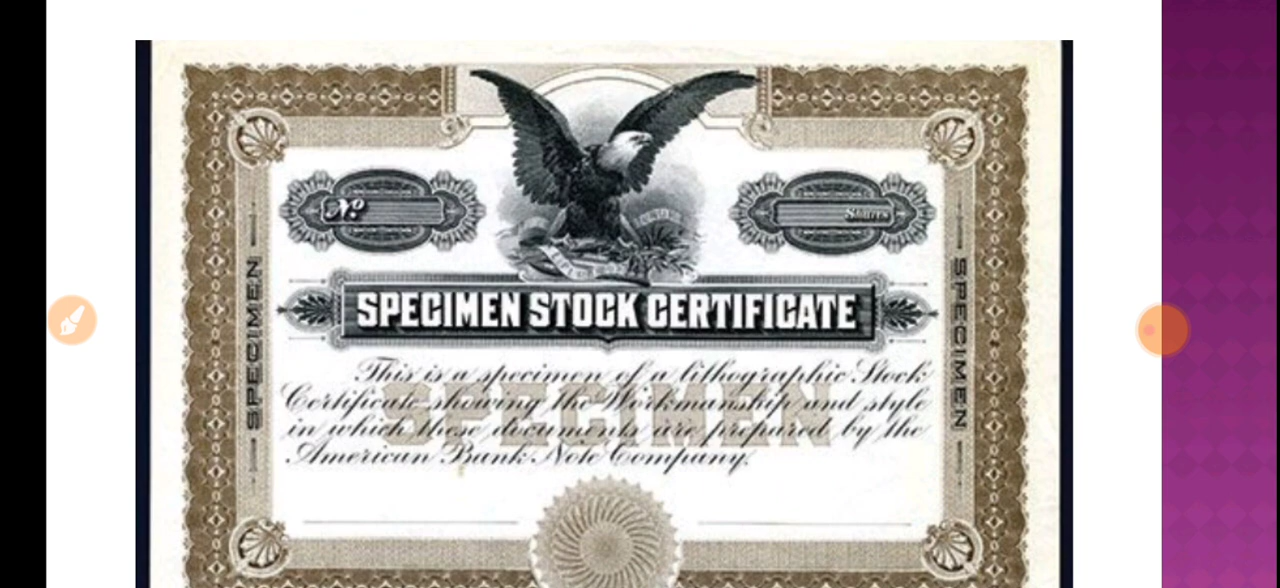 Nº
Shares
SPECIMEN STOCK CERTIFICATE
SPECIMEN
SPECIMEN
SPECIMEN
This is a specimen of a lithographic Stock
Certificate showing the Workmanship and style
in which these documents are prepared by the
American Bank Note Company.